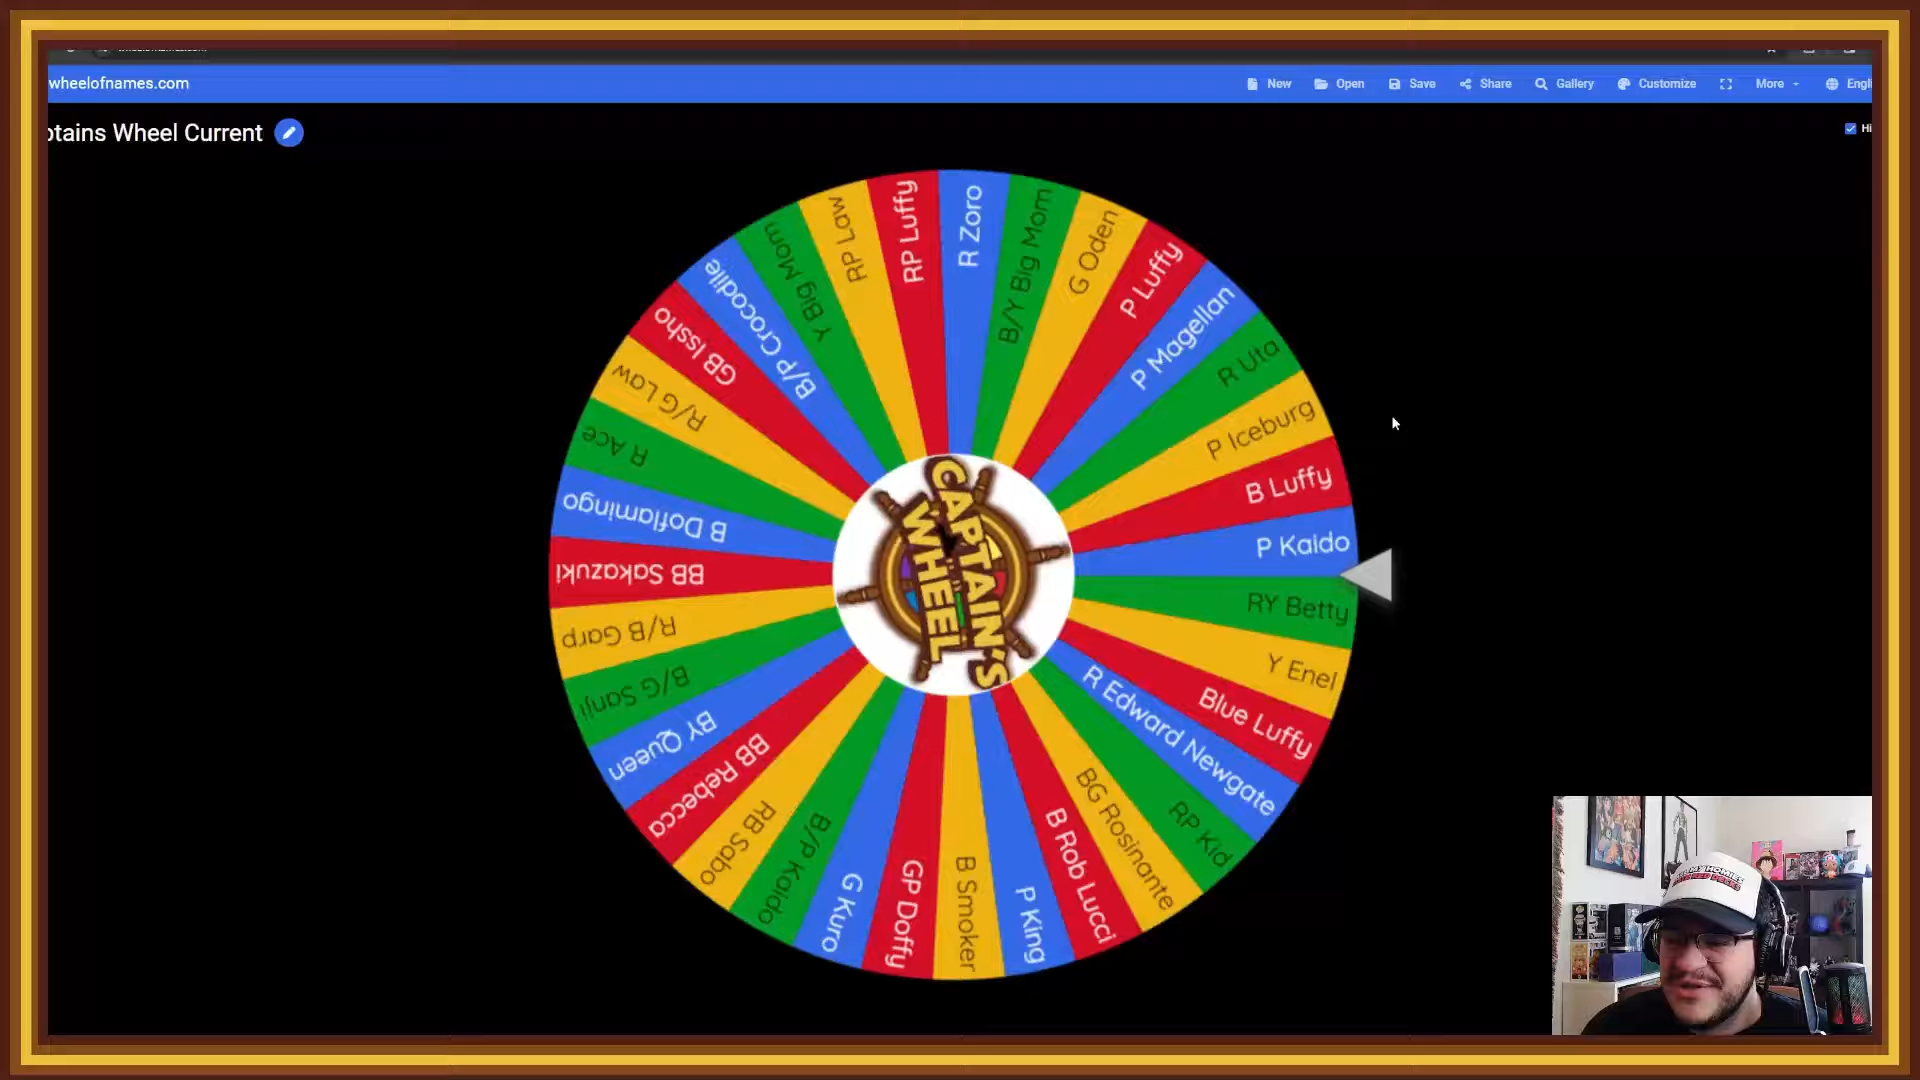 wheelofnames.com
New
Open
Save
Share
Gallery
Customize
More
ptains Wheel Current
R Zoro
B/Y Big Mom
G Oden
P Luffy
P Magellan
R Uta
P Iceburg
B Luffy
P Kaido
RY Betty
Y Enel
Blue Luffy
R Edward Newgate
RP Kid
BG Rosinante
B Rob Lucci
P King
B Smoker
GP Doffy
G Kuro
B/P Kaido
RB Sabo
BB Rebecca
BY Queen
B/G Sanji
R/B Garp
BB Sakazuki
B Doflamingo
R Ace
R/G Law
GB Issho
B/P Crocodile
Y Big Mom
RP Law
RP Luffy
CAPTAIN'S
WHEEL